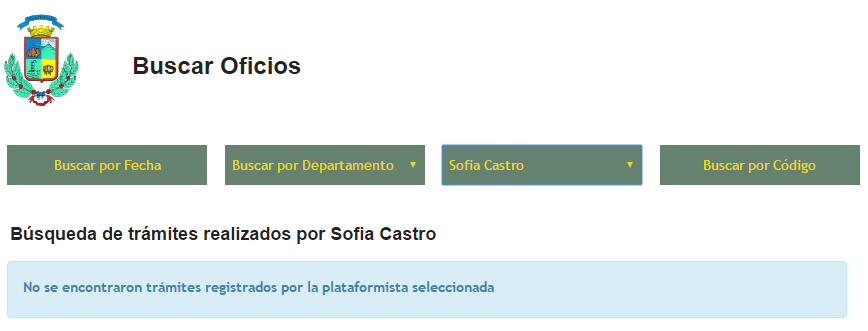 Buscar Oficios
Buscar por Fecha
Buscar por Departamento
Sofia Castro
Buscar por Código
Búsqueda de trámites realizados por Sofia Castro
No se encontraron trámites registrados por la plataformista seleccionada